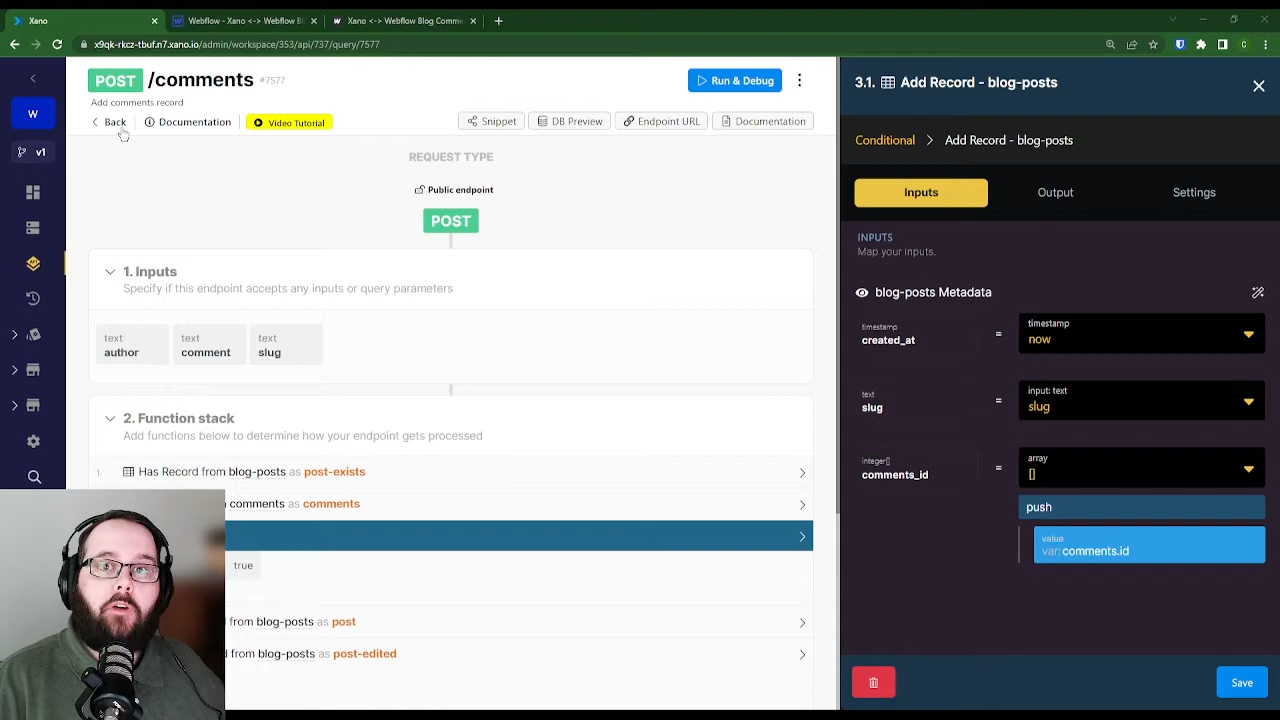 Xano
Webflow - Webflow Bl
Xano <-> Webflow Blog Comme
x9qk-rkcz-tbuf.n7.xano.io/admin/workspace/353/api/737/query/7577
C
W
v1
POST /comments #7577
Run & Debug
Add comments record
Back
Documentation
Video Tutorial
Snippet
DB Preview
Endpoint URL
Documentation
REQUEST TYPE
Public endpoint
POST
1. Inputs
Specify if this endpoint accepts any inputs or query parameters
text
author
text
comment
text
slug
2. Function stack
Add functions below to determine how your endpoint gets processed
1. Has Record from blog-posts as post-exists
comments as comments
true
from blog-posts as post
d from blog-posts as post-edited
3.1. Add Record - blog-posts
Conditional > Add Record - blog-posts
Inputs
Output
Settings
INPUTS
Map your inputs.
blog-posts Metadata
timestamp
created_at
=
timestamp
now
text
slug
=
input: text
slug
integer[]
comments_id
=
array
[]
push
value
var: comments.id
Save